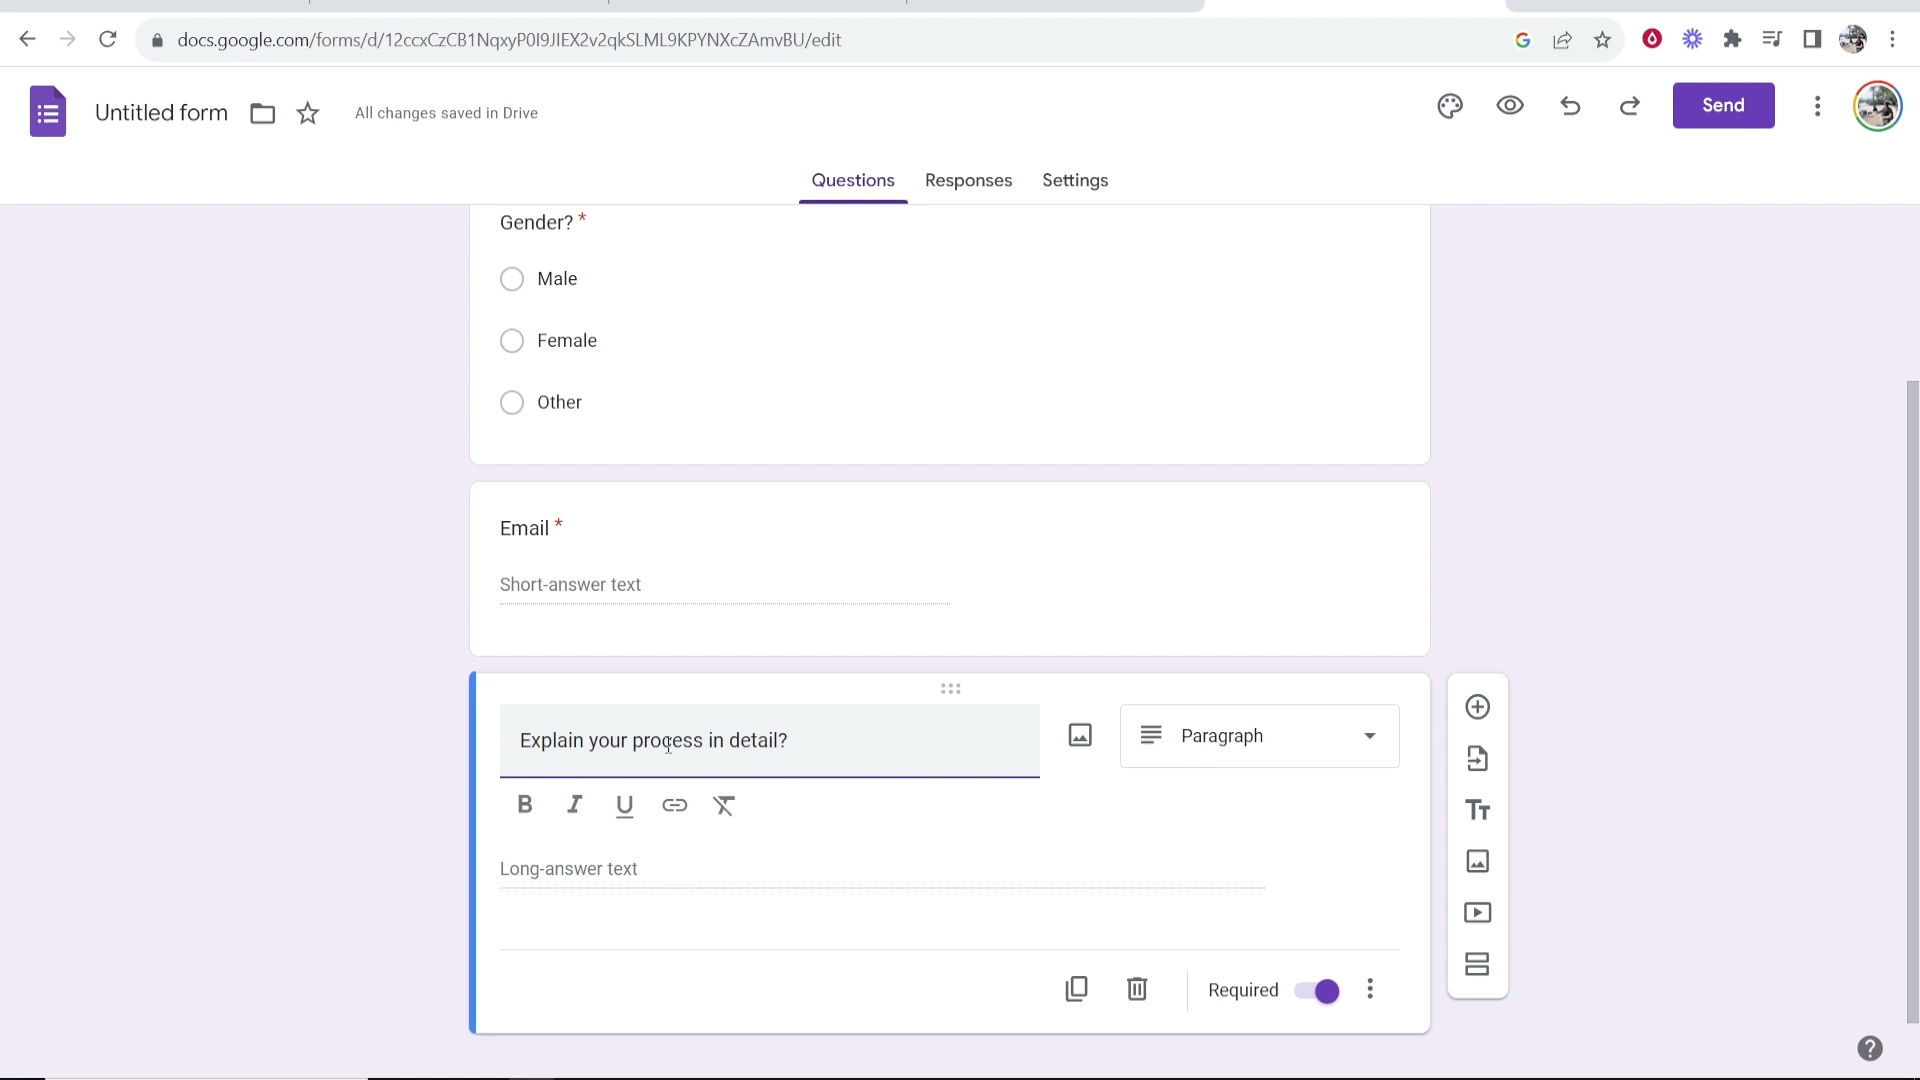 docs.google.com/forms/d/12ccxCzCB1NqxyP0I9JIEX2v2qkSLML9KPYNXcZAmvBU/edit
Untitled form
All changes saved in Drive
Send
Questions Responses Settings
Gender? *
Male
Female
Other
Email *
Short-answer text
Explain your process in detail?
Paragraph
B I U
Tt
Long-answer text
Required